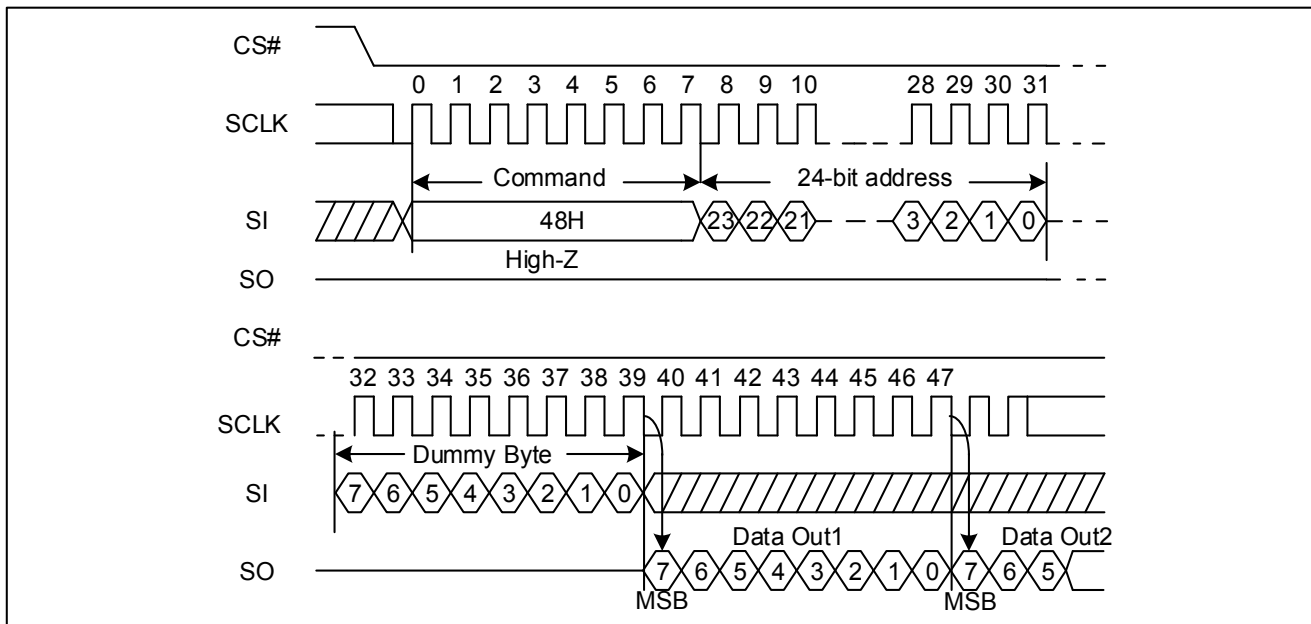 CS#
0 1 2 3 4 5 6 7 8 9 10 28 29 30 31
SCLK
Command 24-bit address
SI 48H 23 22 21 3 2 1 0
High-Z
SO
CS#
32 33 34 35 36 37 38 39 40 41 42 43 44 45 46 47
SCLK
Dummy Byte
SI 7 6 5 4 3 2 1 0
Data Out1 Data Out2
SO 7 6 5 4 3 2 1 0 7 6 5
MSB MSB